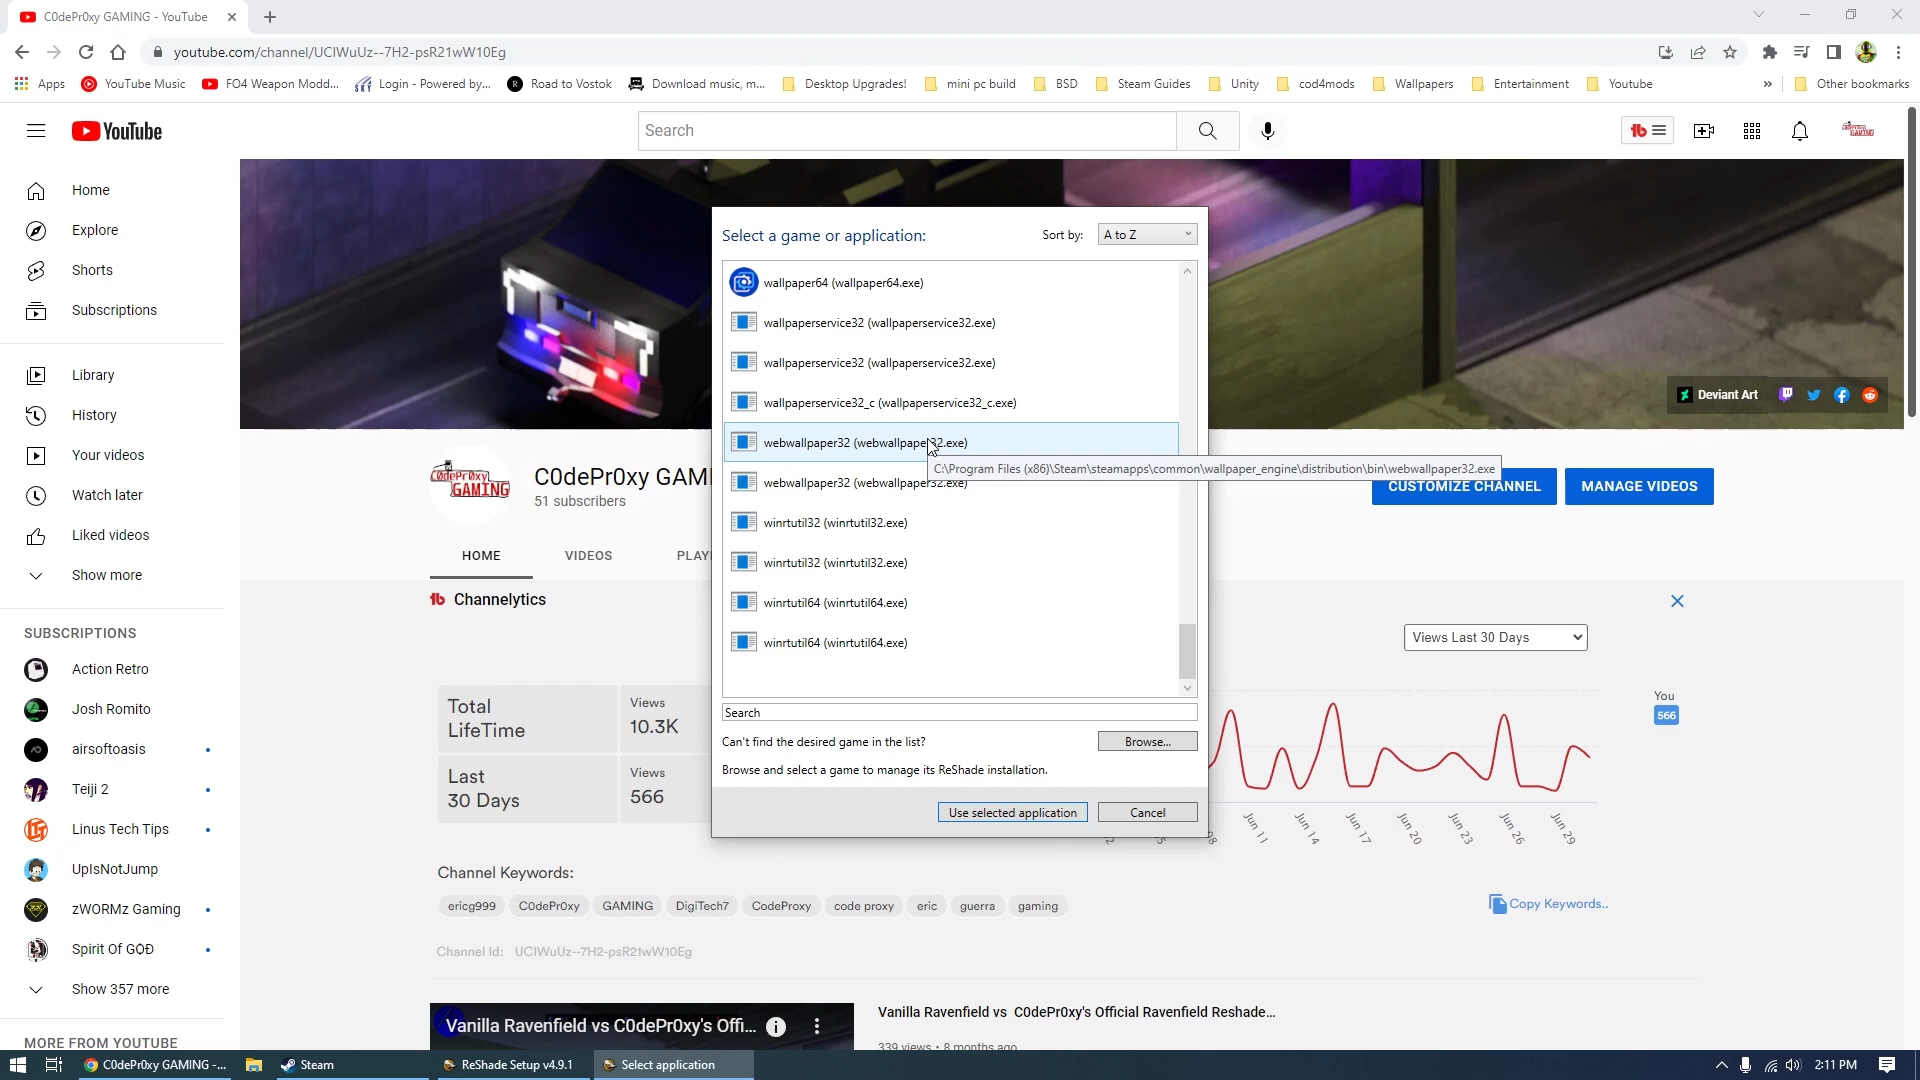 C0dePr0xy GAMING - YouTube
youtube.com/channel/UCIWuUz--7H2-psR21wW10Eg
Apps
YouTube Music
FO4 Weapon Modd...
Login - Powered by...
Road to Vostok
Download music, m...
Desktop Upgrades!
mini pc build
BSD
Steam Guides
Unity
cod4mods
Wallpapers
Entertainment
Youtube
»
Other bookmarks
YouTube
Search
Home
Explore
Shorts
Subscriptions
Library
History
Your videos
Watch later
Liked videos
Show more
SUBSCRIPTIONS
Action Retro
Josh Romito
airsoftoasis
Teiji 2
Linus Tech Tips
UpIsNotJump
zWORMz Gaming
Spirit Of GOĐ
Show 357 more
MORE FROM YOUTUBE
Deviant Art
C0dePr0xy
GAMING
C0dePr0xy GAMI
51 subscribers
CUSTOMIZE CHANNEL
MANAGE VIDEOS
HOME
VIDEOS
PLAY
Select a game or application:
Sort by:
A to Z
wallpaper64 (wallpaper64.exe)
wallpaperservice32 (wallpaperservice32.exe)
wallpaperservice32 (wallpaperservice32.exe)
wallpaperservice32_c (wallpaperservice32_c.exe)
webwallpaper32 (webwallpaper32.exe)
C:\Program Files (x86)\Steam\steamapps\common\wallpaper_engine\distribution\bin\webwallpaper32.exe
webwallpaper32 (webwallpaper32.exe)
winrtutil32 (winrtutil32.exe)
winrtutil32 (winrtutil32.exe)
winrtutil64 (winrtutil64.exe)
winrtutil64 (winrtutil64.exe)
Search
Can't find the desired game in the list?
Browse...
Browse and select a game to manage its ReShade installation.
Use selected application
Cancel
Channelytics
Views Last 30 Days
Total
LifeTime
Views
10.3K
Last
30 Days
Views
566
You
566
Jun 11
Jun 14
Jun 17
Jun 20
Jun 23
Jun 26
Jun 29
Channel Keywords:
ericg999
C0dePr0xy
GAMING
DigiTech7
CodeProxy
code proxy
eric
guerra
gaming
Copy Keywords..
Channel Id: UCIWuUz--7H2-psR21wW10Eg
Vanilla Ravenfield vs C0dePr0xy's Offi...
Vanilla Ravenfield vs C0dePr0xy's Official Ravenfield Reshade...
339 views • 8 months ago
C0dePr0xy GAMING -...
Steam
ReShade Setup v4.9.1
Select application
2:11 PM